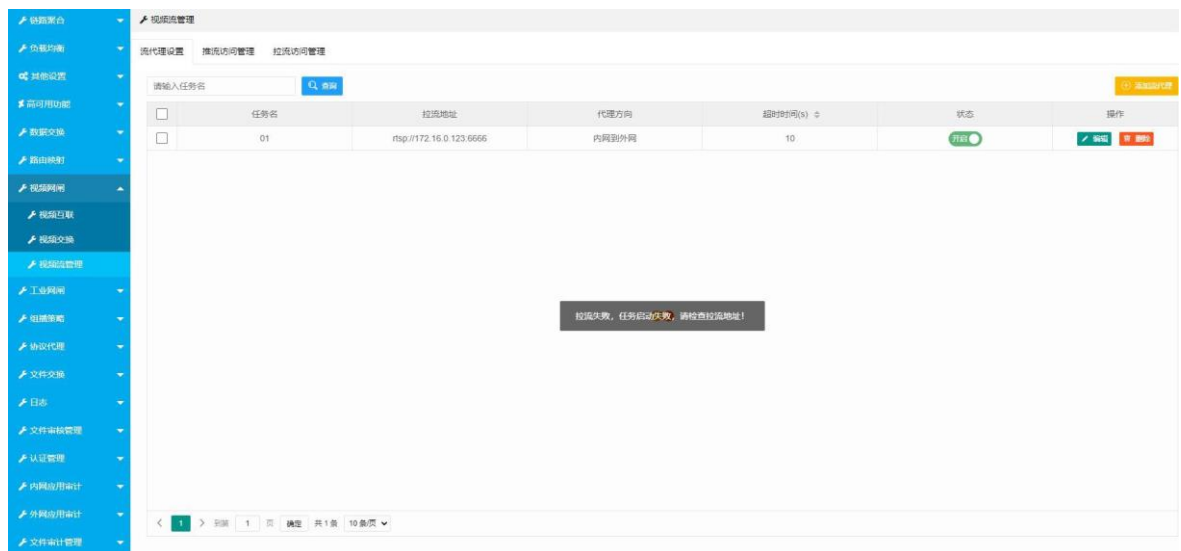 链路聚合
负载均衡
其他设置
高可用功能
数据交换
路由映射
视频网闸
视频互联
视频交换
视频流管理
工业网闸
组播策略
协议代理
文件交换
日志
文件审核管理
认证管理
内网应用审计
外网应用审计
文件审计管理
视频流管理
流代理设置 推流访问管理 拉流访问管理
请输入任务名 查询 添加流代理
任务名 拉流地址 代理方向 超时时间(s) 状态 操作
01 rtsp://172.16.0.123:6666 内网到外网 10 开启 编辑 删除
拉流失败，任务启动失败，请检查拉流地址！
1 到第 1 页 确定 共 1 条 10 条/页